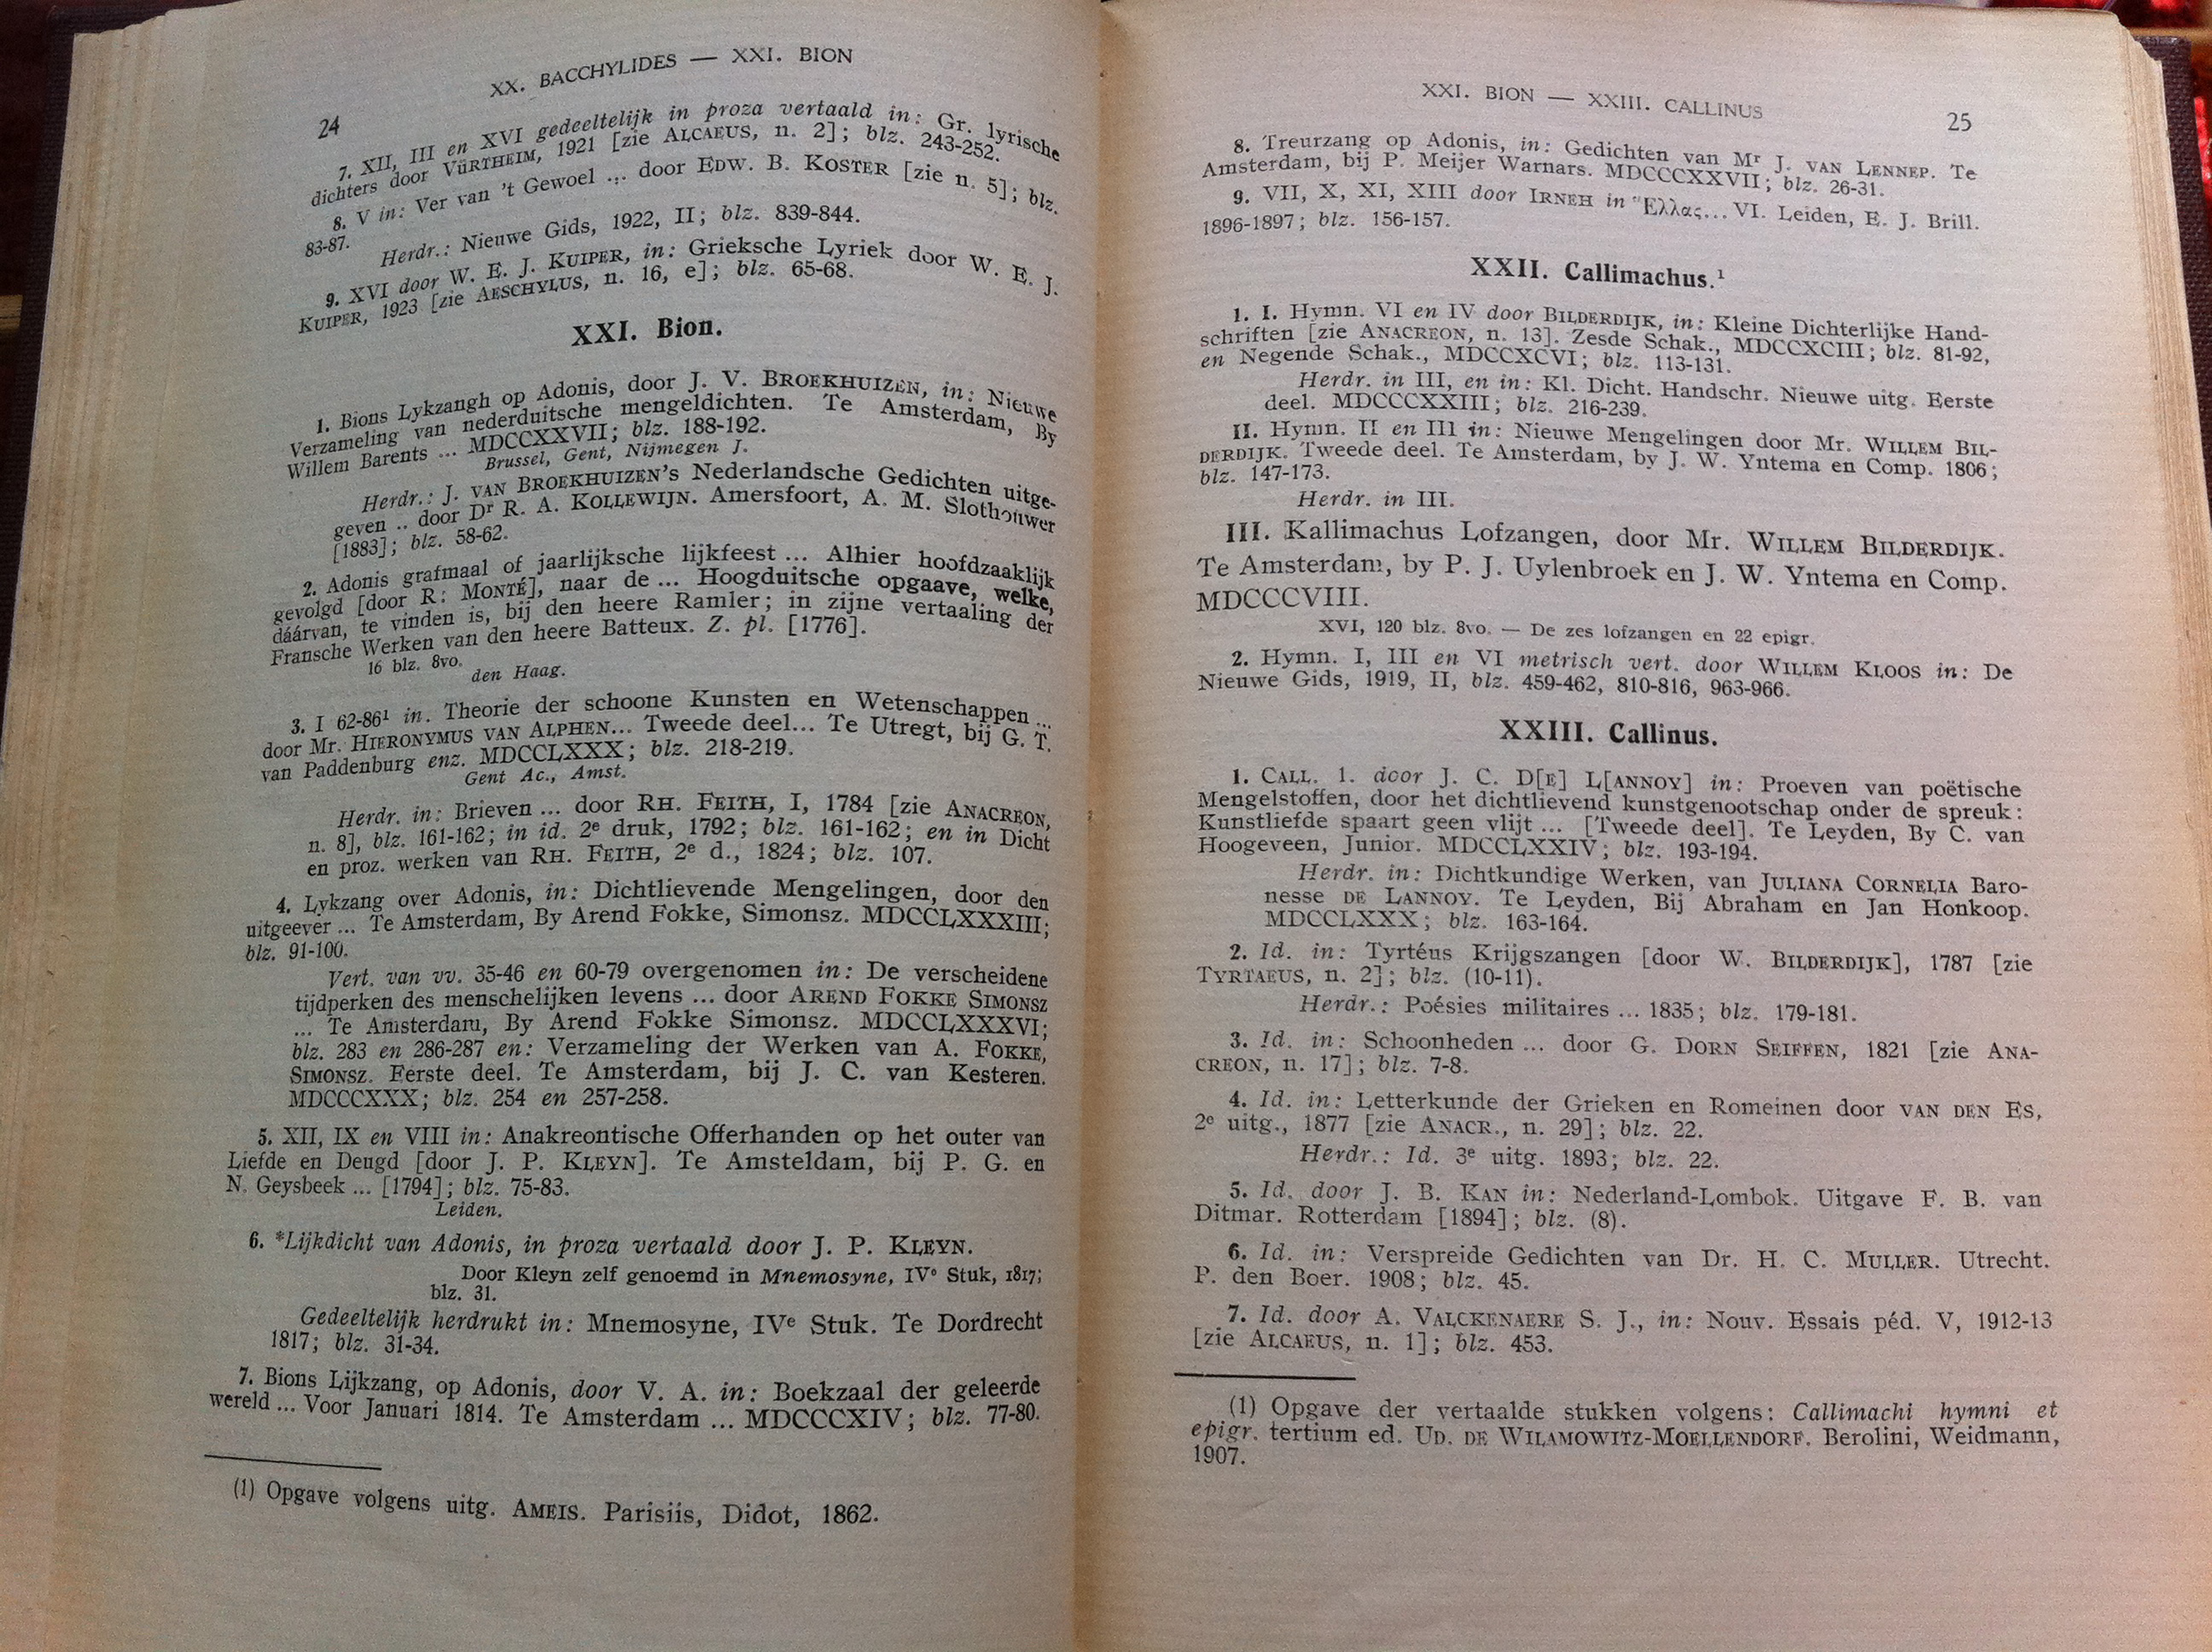 XX. BACCHYLIDES — XXI. BION
24
7. XII, III en XVI gedeeltelijk in proza vertaald in: Gr. lyrische
dichters door VÜRTHEIM, 1921 [zie ALCAEUS, n. 2]; blz. 243-252.
8. V in: Ver van 't Gewoel ... door EDW. B. KOSTER [zie n. 5]; blz.
83-87.
Herdr.: Nieuwe Gids, 1922, II; blz. 839-844.
9. XVI door W. E. J. KUIPER, in: Grieksche Lyriek door W. E. J.
KUIPER, 1923 [zie AESCHYLUS, n. 16, e]; blz. 65-68.
XXI. Bion.
1. Bions Lykzangh op Adonis, door J. V. BROEKHUIZEN, in: Nieuwe
Verzameling van nederduitsche mengeldichten. Te Amsterdam, By
Willem Barents ... MDCCXXVII; blz. 188-192.
Brussel, Gent, Nijmegen J.
Herdr.: J. VAN BROEKHUIZEN'S Nederlandsche Gedichten uitge-
geven .. door Dr R. A. KOLLEWIJN. Amersfoort, A. M. Slothouwer
[1883]; blz. 58-62.
2. Adonis grafmaal of jaarlijksche lijkfeest ... Alhier hoofdzaaklijk
gevolgd [door R: MONTÉ], naar de ... Hoogduitsche opgaave, welke,
dáárvan, te vinden is, bij den heere Ramler; in zijne vertaaling der
Fransche Werken van den heere Batteux. Z. pl. [1776].
16 blz. 8vo.
den Haag.
3. I 62-86¹ in. Theorie der schoone Kunsten en Wetenschappen ...
door Mr. HIERONYMUS VAN ALPHEN... Tweede deel... Te Utregt, bij G. T.
van Paddenburg enz. MDCCLXXX; blz. 218-219.
Gent Ac., Amst.
Herdr. in: Brieven ... door RH. FEITH, I, 1784 [zie ANACREON,
n. 8], blz. 161-162; in id. 2e druk, 1792; blz. 161-162; en in Dicht
en proz. werken van RH. FEITH, 2e d., 1824; blz. 107.
4. Lykzang over Adonis, in: Dichtlievende Mengelingen, door den
uitgeever ... Te Amsterdam, By Arend Fokke, Simonsz. MDCCLXXXIII;
blz. 91-100.
Vert. van vv. 35-46 en 60-79 overgenomen in: De verscheidene
tijdperken des menschelijken levens ... door AREND FOKKE SIMONSZ
... Te Amsterdam, By Arend Fokke Simonsz. MDCCLXXXVI;
blz. 283 en 286-287 en: Verzameling der Werken van A. FOKKE,
SIMONSZ. Eerste deel. Te Amsterdam, bij J. C. van Kesteren.
MDCCCXXX; blz. 254 en 257-258.
5. XII, IX en VIII in: Anakreontische Offerhanden op het outer van
Liefde en Deugd [door J. P. KLEYN]. Te Amsteldam, bij P. G. en
N. Geysbeek ... [1794]; blz. 75-83.
Leiden.
6. *Lijkdicht van Adonis, in proza vertaald door J. P. KLEYN.
Door Kleyn zelf genoemd in Mnemosyne, IVe Stuk, 1817;
blz. 31.
Gedeeltelijk herdrukt in: Mnemosyne, IVe Stuk. Te Dordrecht
1817; blz. 31-34.
7. Bions Lijkzang, op Adonis, door V. A. in: Boekzaal der geleerde
wereld ... Voor Januari 1814. Te Amsterdam ... MDCCCXIV; blz. 77-80.
(1) Opgave volgens uitg. AMEIS. Parisiis, Didot, 1862.
XXI. BION — XXIII. CALLINUS
25
8. Treurzang op Adonis, in: Gedichten van Mr J. VAN LENNEP. Te
Amsterdam, bij P. Meijer Warnars. MDCCCXXVII; blz. 26-31.
9. VII, X, XI, XIII door IRNEH in Ἑλλας... VI. Leiden, E. J. Brill.
1896-1897; blz. 156-157.
XXII. Callimachus.¹
1. I. Hymn. VI en IV door BILDERDIJK, in: Kleine Dichterlijke Hand-
schriften [zie ANACREON, n. 13]. Zesde Schak., MDCCXCIII; blz. 81-92,
en Negende Schak., MDCCXCVI; blz. 113-131.
Herdr. in III, en in: Kl. Dicht. Handschr. Nieuwe uitg. Eerste
deel. MDCCCXXIII; blz. 216-239.
II. Hymn. II en III in: Nieuwe Mengelingen door Mr. WILLEM BIL-
DERDIJK. Tweede deel. Te Amsterdam, by J. W. Yntema en Comp. 1806;
blz. 147-173.
Herdr. in III.
III. Kallimachus Lofzangen, door Mr. WILLEM BILDERDIJK.
Te Amsterdam, by P. J. Uylenbroek en J. W. Yntema en Comp.
MDCCCVIII.
XVI, 120 blz. 8vo. — De zes lofzangen en 22 epigr.
2. Hymn. I, III en VI metrisch vert. door WILLEM KLOOS in: De
Nieuwe Gids, 1919, II, blz. 459-462, 810-816, 963-966.
XXIII. Callinus.
1. CALL. 1. door J. C. D[E] L[ANNOY] in: Proeven van poëtische
Mengelstoffen, door het dichtlievend kunstgenootschap onder de spreuk:
Kunstliefde spaart geen vlijt ... [Tweede deel]. Te Leyden, By C. van
Hoogeveen, Junior. MDCCLXXIV; blz. 193-194.
Herdr. in: Dichtkundige Werken, van JULIANA CORNELIA Baro-
nesse DE LANNOY. Te Leyden, Bij Abraham en Jan Honkoop.
MDCCLXXX; blz. 163-164.
2. Id. in: Tyrtéus Krijgszangen [door W. BILDERDIJK], 1787 [zie
TYRTAEUS, n. 2]; blz. (10-11).
Herdr.: Poésies militaires ... 1835; blz. 179-181.
3. Id. in: Schoonheden ... door G. DORN SEIFFEN, 1821 [zie ANA-
CREON, n. 17]; blz. 7-8.
4. Id. in: Letterkunde der Grieken en Romeinen door VAN DEN ES,
2e uitg., 1877 [zie ANACR., n. 29]; blz. 22.
Herdr.: Id. 3e uitg. 1893; blz. 22.
5. Id. door J. B. KAN in: Nederland-Lombok. Uitgave F. B. van
Ditmar. Rotterdam [1894]; blz. (8).
6. Id. in: Verspreide Gedichten van Dr. H. C. MULLER. Utrecht.
P. den Boer. 1908; blz. 45.
7. Id. door A. VALCKENAERE S. J., in: Nouv. Essais péd. V, 1912-13
[zie ALCAEUS, n. 1]; blz. 453.
(1) Opgave der vertaalde stukken volgens: Callimachi hymni et
epigr. tertium ed. UD. DE WILAMOWITZ-MOELLENDORF. Berolini, Weidmann,
1907.